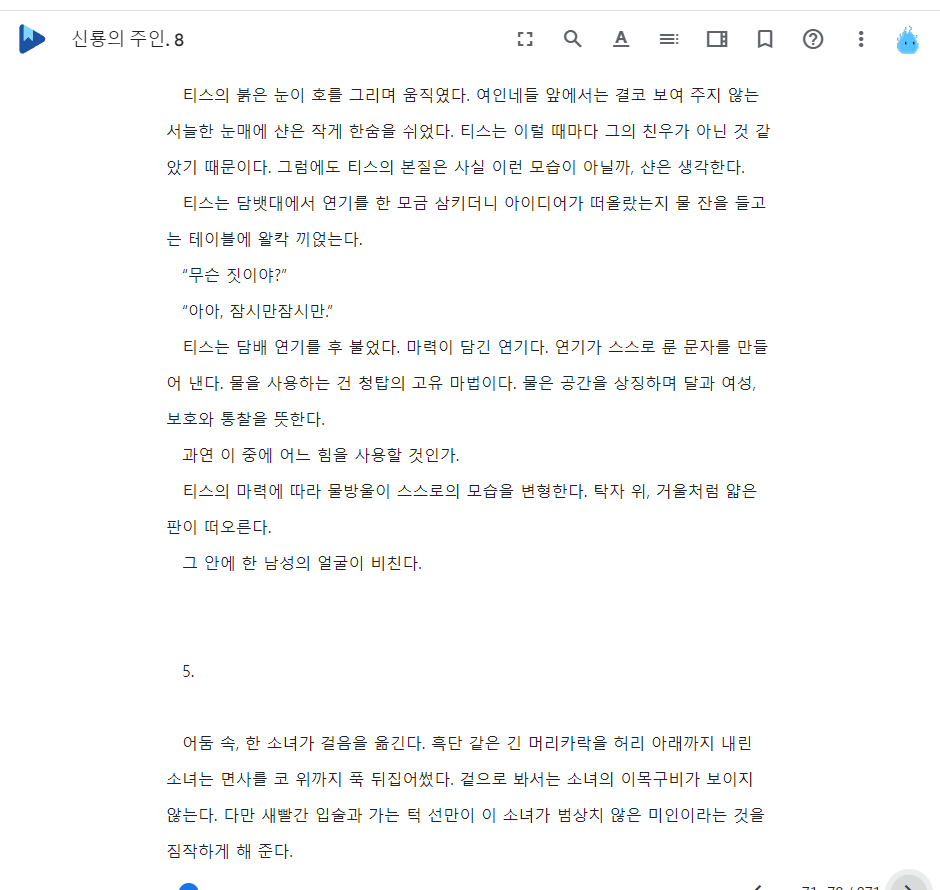 신룡의 주인. 8
티스의 붉은 눈이 호를 그리며 움직였다. 여인네들 앞에서는 결코 보여 주지 않는
서늘한 눈매에 샨은 작게 한숨을 쉬었다. 티스는 이럴 때마다 그의 친우가 아닌 것 같
았기 때문이다. 그럼에도 티스의 본질은 사실 이런 모습이 아닐까, 샨은 생각한다.
티스는 담뱃대에서 연기를 한 모금 삼키더니 아이디어가 떠올랐는지 물 잔을 들고
는 테이블에 왈칵 끼얹는다.
“무슨 짓이야?”
“아아, 잠시만잠시만.”
티스는 담배 연기를 후 불었다. 마력이 담긴 연기다. 연기가 스스로 룬 문자를 만들
어 낸다. 물을 사용하는 건 청탑의 고유 마법이다. 물은 공간을 상징하며 달과 여성,
보호와 통찰을 뜻한다.
과연 이 중에 어느 힘을 사용할 것인가.
티스의 마력에 따라 물방울이 스스로의 모습을 변형한다. 탁자 위, 거울처럼 얇은
판이 떠오른다.
그 안에 한 남성의 얼굴이 비친다.
5.
어둠 속, 한 소녀가 걸음을 옮긴다. 흑단 같은 긴 머리카락을 허리 아래까지 내린
소녀는 면사를 코 위까지 푹 뒤집어썼다. 겉으로 봐서는 소녀의 이목구비가 보이지
않는다. 다만 새빨간 입술과 가는 턱 선만이 이 소녀가 범상치 않은 미인이라는 것을
짐작하게 해 준다.